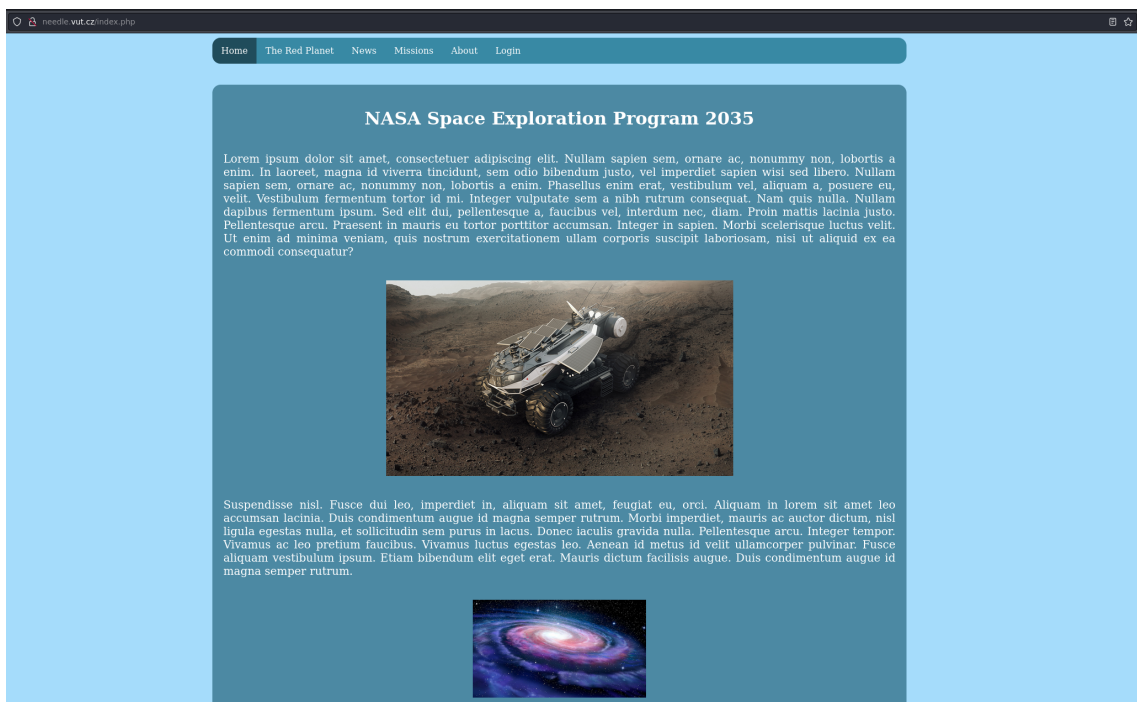 needle.vut.cz/index.php
Home The Red Planet News Missions About Login
NASA Space Exploration Program 2035
Lorem ipsum dolor sit amet, consectetuer adipiscing elit. Nullam sapien sem, ornare ac, nonummy non, lobortis a
enim. In laoreet, magna id viverra tincidunt, sem odio bibendum justo, vel imperdiet sapien wisi sed libero. Nullam
sapien sem, ornare ac, nonummy non, lobortis a enim. Phasellus enim erat, vestibulum vel, aliquam a, posuere eu,
velit. Vestibulum fermentum tortor id mi. Integer vulputate sem a nibh rutrum consequat. Nam quis nulla. Nullam
dapibus fermentum ipsum. Sed elit dui, pellentesque a, faucibus vel, interdum nec, diam. Proin mattis lacinia justo.
Pellentesque arcu. Praesent in mauris eu tortor porttitor accumsan. Integer in sapien. Morbi scelerisque luctus velit.
Ut enim ad minima veniam, quis nostrum exercitationem ullam corporis suscipit laboriosam, nisi ut aliquid ex ea
commodi consequatur?
Suspendisse nisl. Fusce dui leo, imperdiet in, aliquam sit amet, feugiat eu, orci. Aliquam in lorem sit amet leo
accumsan lacinia. Duis condimentum augue id magna semper rutrum. Morbi imperdiet, mauris ac auctor dictum, nisl
ligula egestas nulla, et sollicitudin sem purus in lacus. Donec iaculis gravida nulla. Pellentesque arcu. Integer tempor.
Vivamus ac leo pretium faucibus. Vivamus luctus egestas leo. Aenean id metus id velit ullamcorper pulvinar. Fusce
aliquam vestibulum ipsum. Etiam bibendum elit eget erat. Mauris dictum facilisis augue. Duis condimentum augue id
magna semper rutrum.